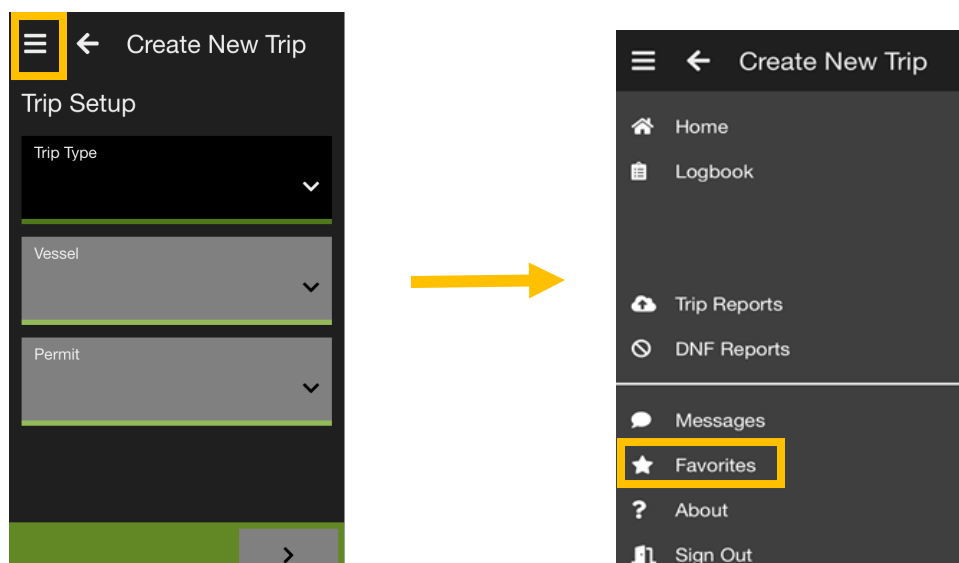 Create New Trip
Trip Setup
Trip Type
Vessel
Permit
Create New Trip
Home
Logbook
Trip Reports
DNF Reports
Messages
Favorites
About
Sign Out